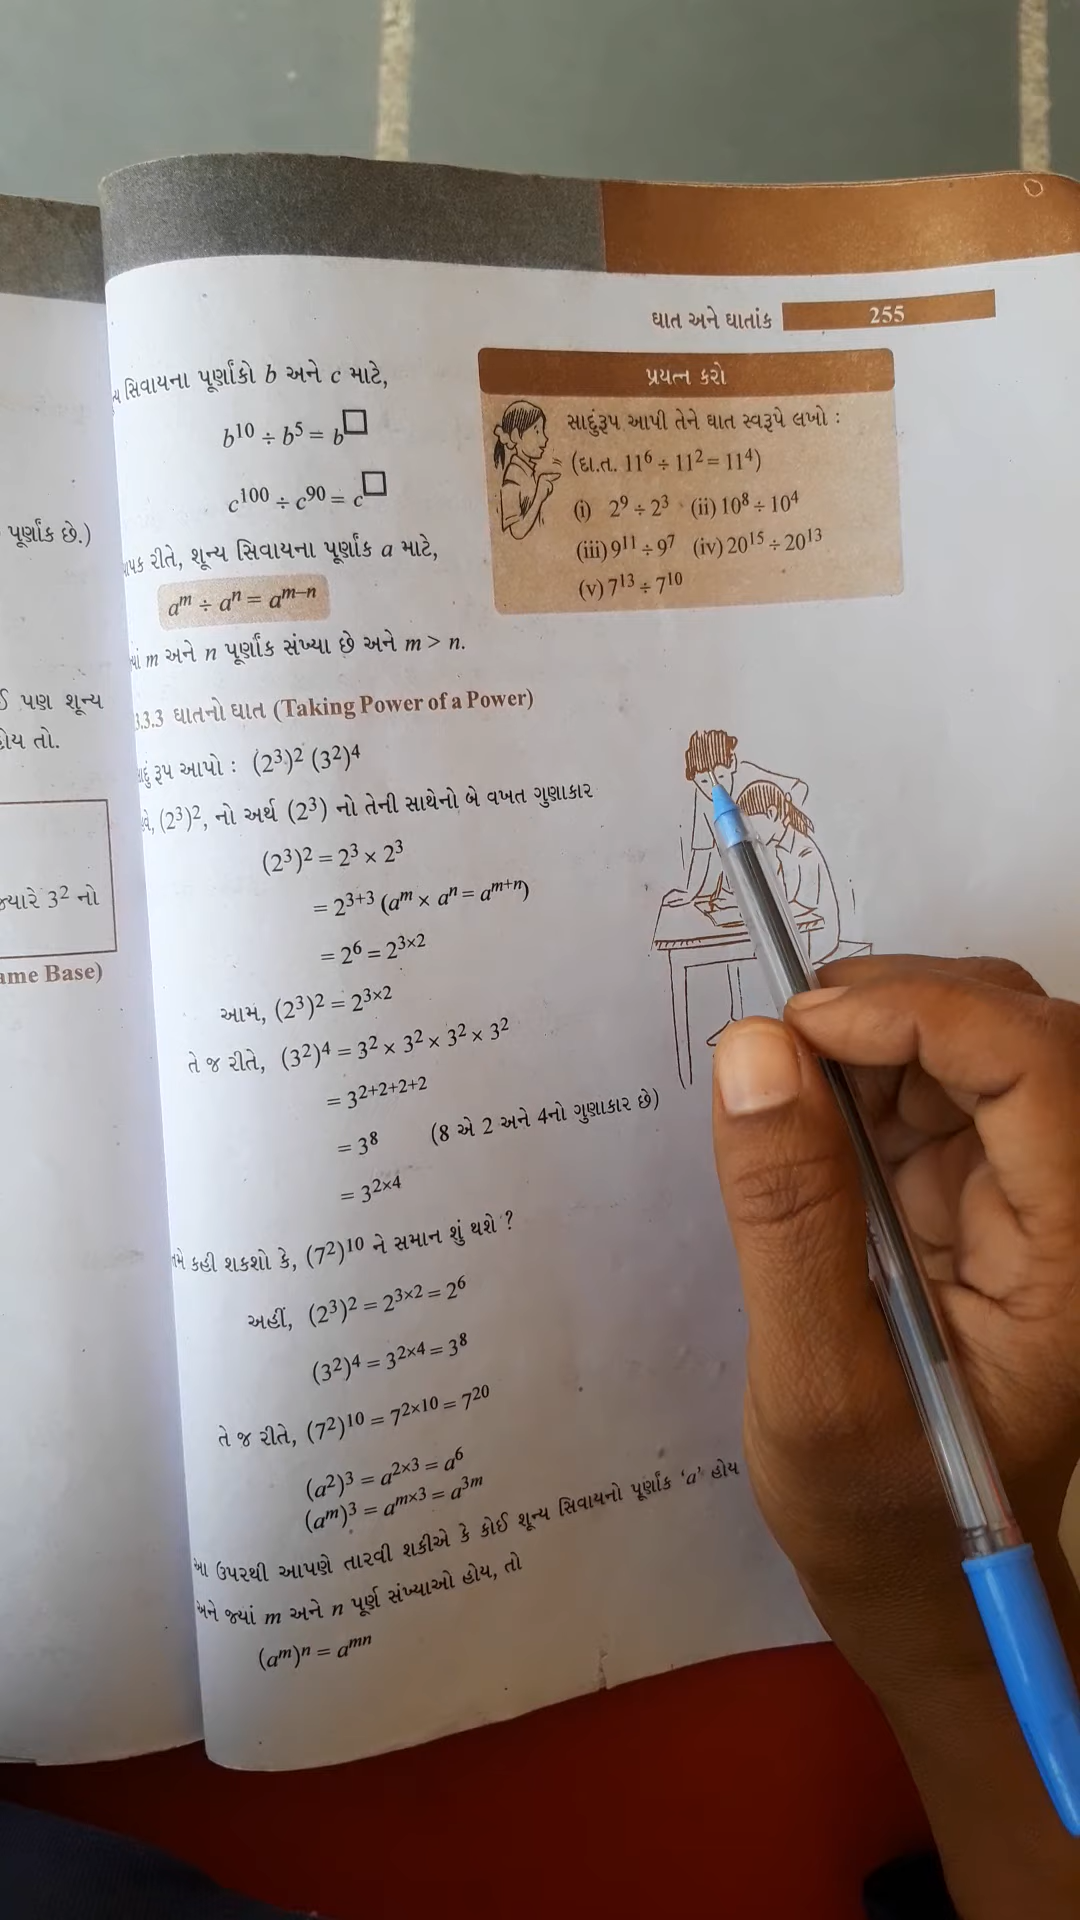 ઘાત અને ઘાતાંક 255
સિવાયના પૂર્ણાંકો b અને c માટે,
b¹⁰ ÷ b⁵ = b□
c¹⁰⁰ ÷ c⁹⁰ = c□
રીતે, શૂન્ય સિવાયના પૂર્ણાંક a માટે,
aᵐ ÷ aⁿ = aᵐ⁻ⁿ
m અને n પૂર્ણાંક સંખ્યા છે અને m > n.
પ્રયત્ન કરો
સાદુંરૂપ આપી તેને ઘાત સ્વરૂપે લખો :
(દા.ત. 11⁶ ÷ 11² = 11⁴)
(i) 2⁹ ÷ 2³ (ii) 10⁸ ÷ 10⁴
(iii) 9¹¹ ÷ 9⁷ (iv) 20¹⁵ ÷ 20¹³
(v) 7¹³ ÷ 7¹⁰
3.3.3 ઘાતનો ઘાત (Taking Power of a Power)
રૂપ આપો : (2³)² (3²)⁴
(2³)², નો અર્થ (2³) નો તેની સાથેનો બે વખત ગુણાકાર
(2³)² = 2³ × 2³
= 2³⁺³ (aᵐ × aⁿ = aᵐ⁺ⁿ)
= 2⁶ = 2³ˣ²
આમ, (2³)² = 2³ˣ²
તે જ રીતે, (3²)⁴ = 3² × 3² × 3² × 3²
= 3²⁺²⁺²⁺²
= 3⁸ (8 એ 2 અને 4નો ગુણાકાર છે)
= 3²ˣ⁴
કહી શકશો કે, (7²)¹⁰ ને સમાન શું થશે ?
અહીં, (2³)² = 2³ˣ² = 2⁶
(3²)⁴ = 3²ˣ⁴ = 3⁸
તે જ રીતે, (7²)¹⁰ = 7²ˣ¹⁰ = 7²⁰
(a²)³ = a²ˣ³ = a⁶
(aᵐ)³ = aᵐˣ³ = a³ᵐ
આ ઉપરથી આપણે તારવી શકીએ કે કોઈ શૂન્ય સિવાયનો પૂર્ણાંક 'a' હોય
અને જ્યાં m અને n પૂર્ણ સંખ્યાઓ હોય, તો
(aᵐ)ⁿ = aᵐⁿ
પૂર્ણાંક છે.)
પણ શૂન્ય
હોય તો.
જ્યારે 3² નો
Base)